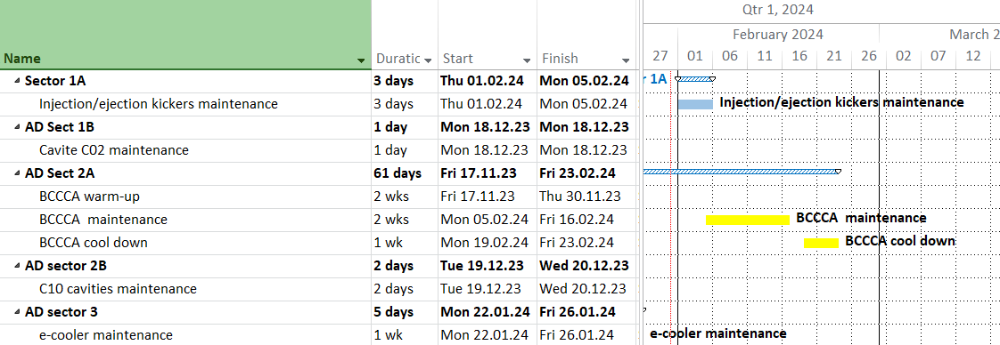 Qtr 1, 2024
February 2024 March 2
Name Duratic Start Finish 27 01 06 11 16 21 26 02 07 12
Sector 1A 3 days Thu 01.02.24 Mon 05.02.24 1A
Injection/ejection kickers maintenance 3 days Thu 01.02.24 Mon 05.02.24 Injection/ejection kickers maintenance
AD Sect 1B 1 day Mon 18.12.23 Mon 18.12.23
Cavite C02 maintenance 1 day Mon 18.12.23 Mon 18.12.23
AD Sect 2A 61 days Fri 17.11.23 Fri 23.02.24
BCCCA warm-up 2 wks Fri 17.11.23 Thu 30.11.23
BCCCA maintenance 2 wks Mon 05.02.24 Fri 16.02.24 BCCCA maintenance
BCCCA cool down 1 wk Mon 19.02.24 Fri 23.02.24 BCCCA cool down
AD sector 2B 2 days Tue 19.12.23 Wed 20.12.23
C10 cavities maintenance 2 days Tue 19.12.23 Wed 20.12.23
AD sector 3 5 days Mon 22.01.24 Fri 26.01.24
e-cooler maintenance 1 wk Mon 22.01.24 Fri 26.01.24 e-cooler maintenance